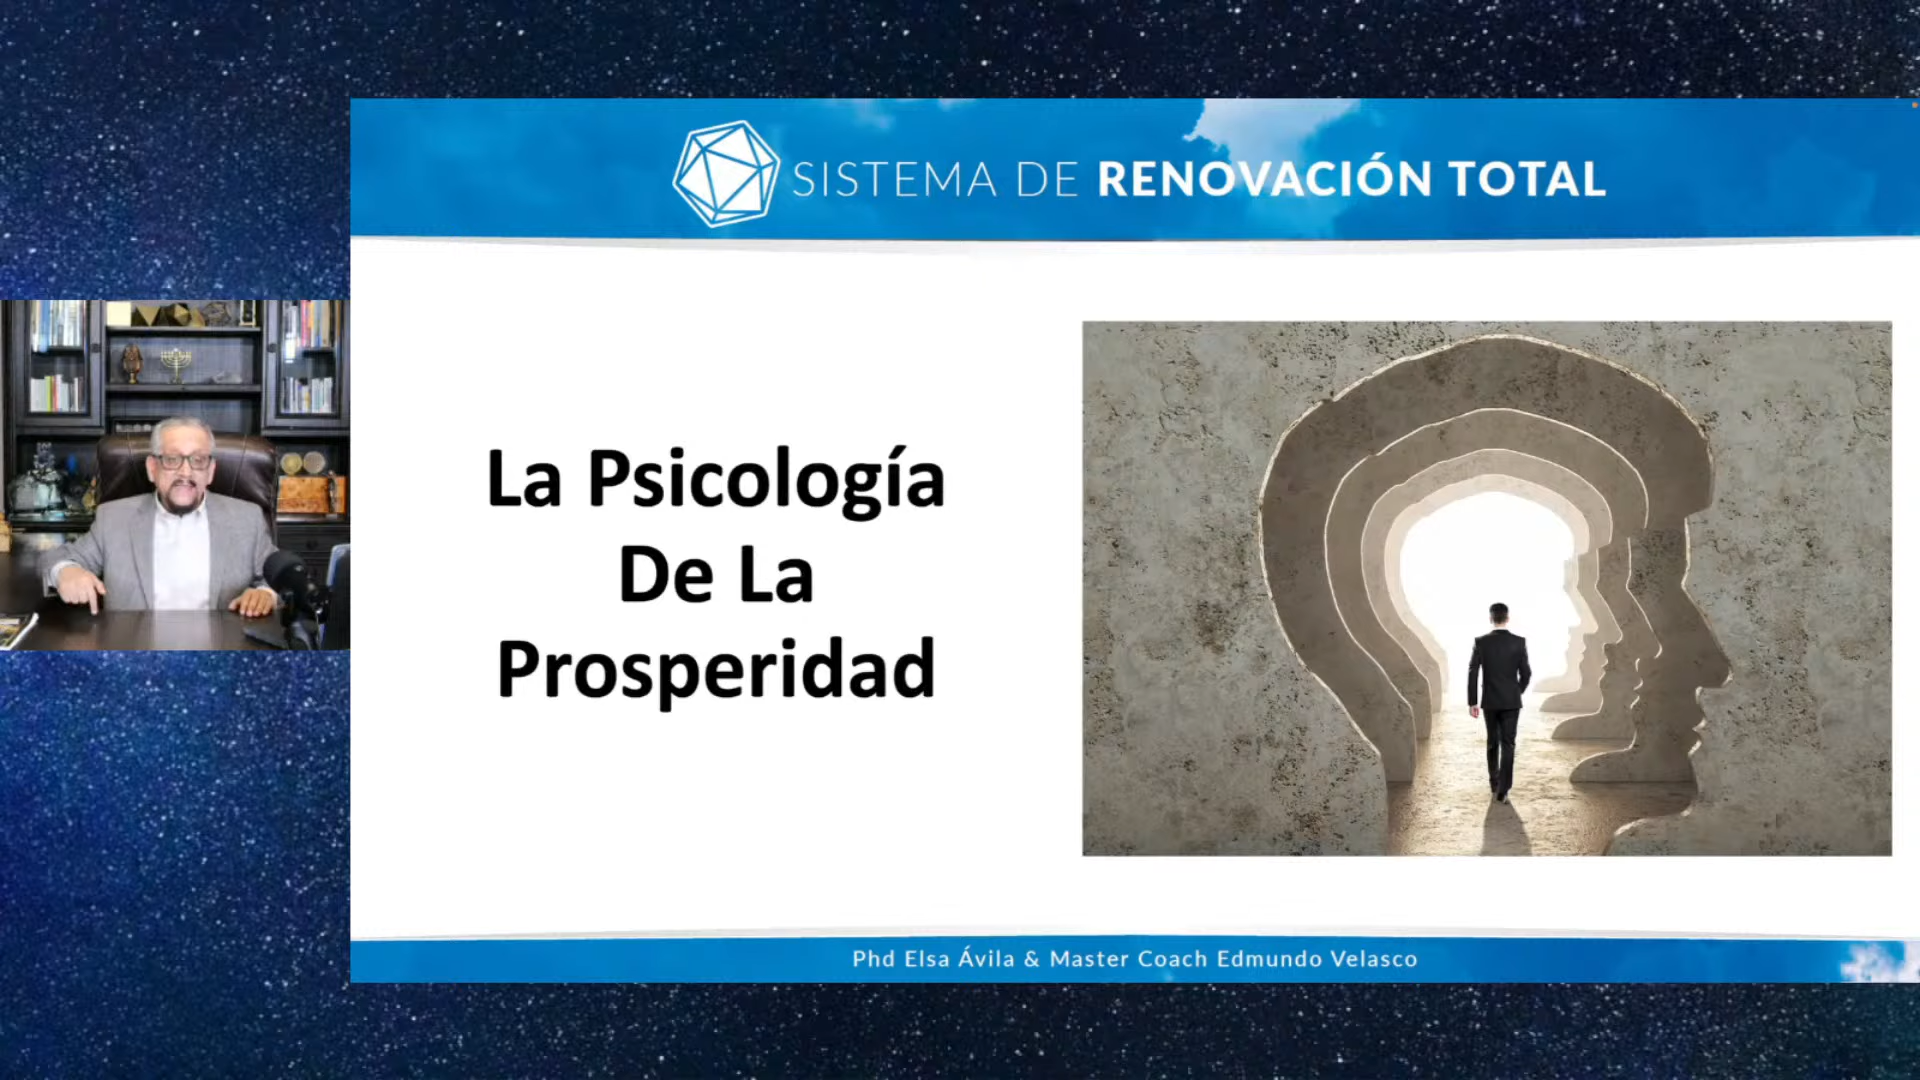 SISTEMA DE RENOVACIÓN TOTAL
La Psicología
De La
Prosperidad
Phd Elsa Ávila & Master Coach Edmundo Velasco